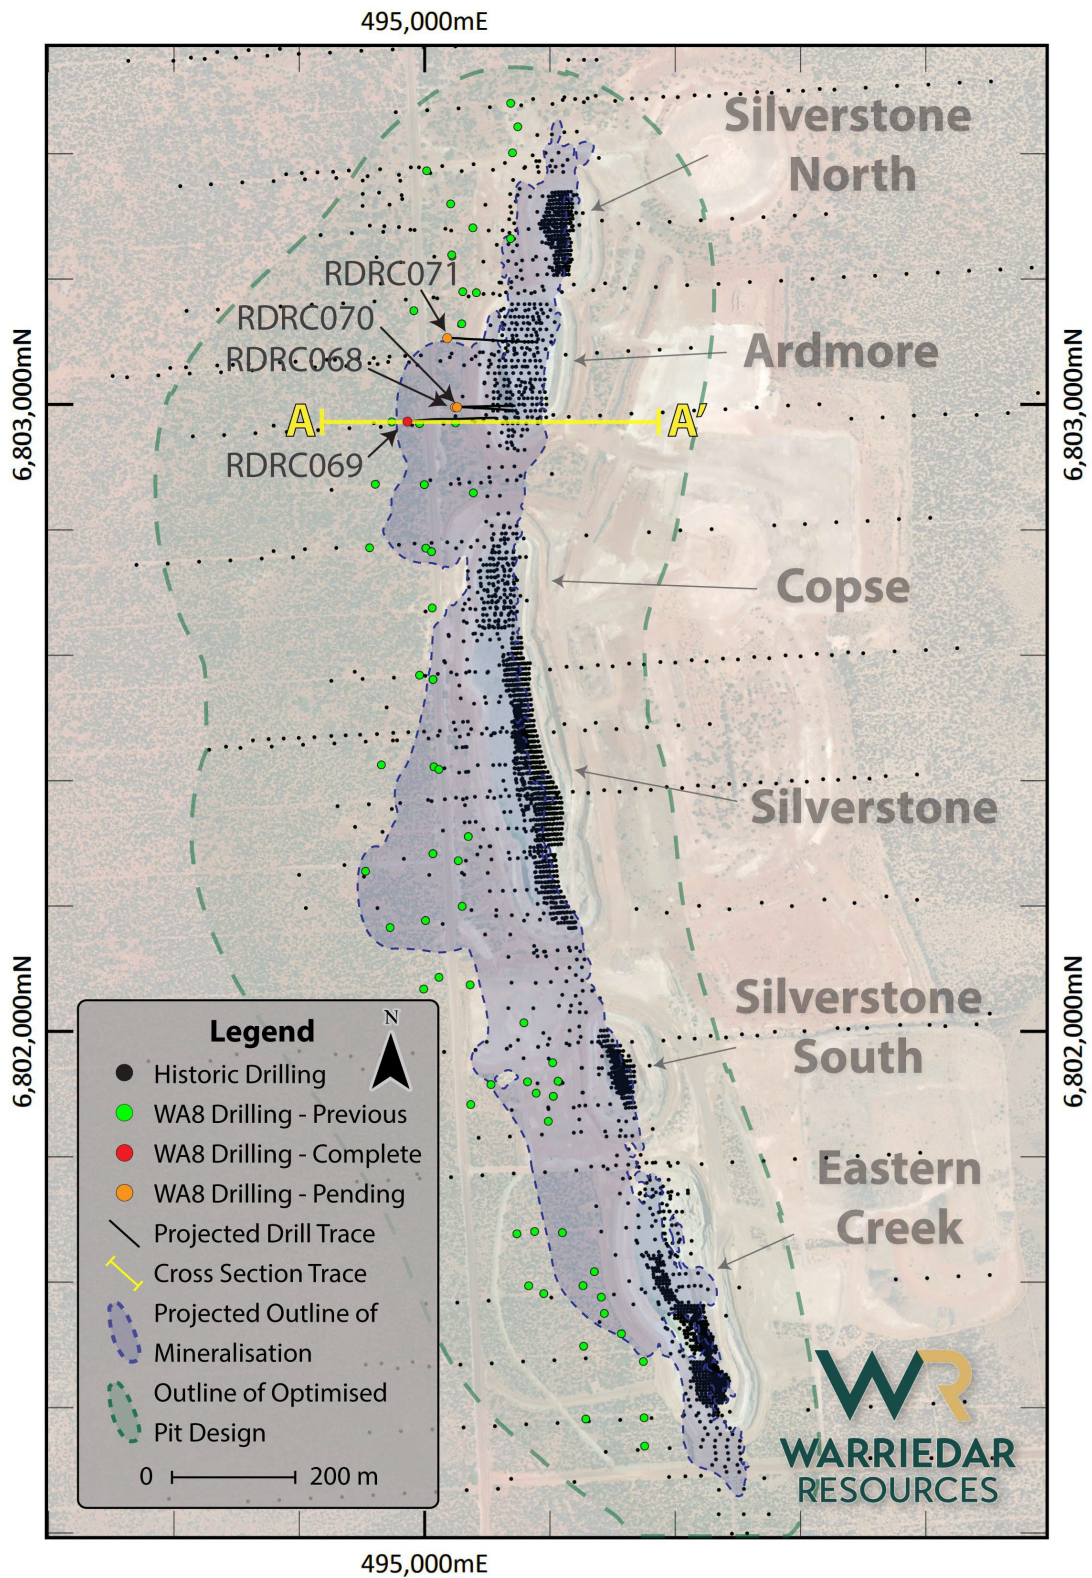 495,000mE
Silverstone
North
RDRC071
RDRC070
RDRC068
Ardmore
6,803,000mN
6,803,000mN
A
A'
RDRC069
Copse
Silverstone
Silverstone
South
6,802,000mN
6,802,000mN
Eastern
Creek
Legend
N
Historic Drilling
WA8 Drilling - Previous
WA8 Drilling - Complete
WA8 Drilling - Pending
Projected Drill Trace
Cross Section Trace
Projected Outline of
Mineralisation
Outline of Optimised
Pit Design
0 200 m
WR
WARRIEDAR
RESOURCES
495,000mE